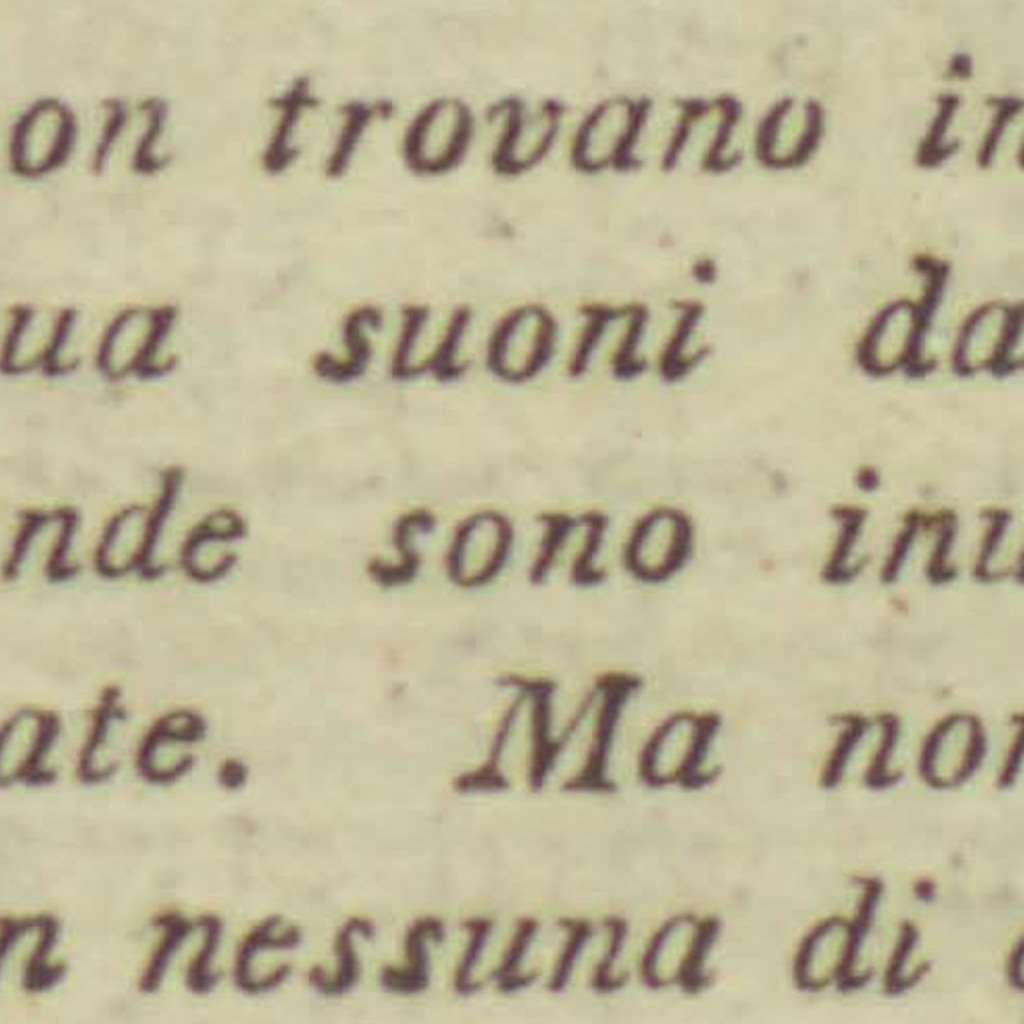 on trovano in
ua suoni da
nde sono inu
ate. Ma non
n nessuna di